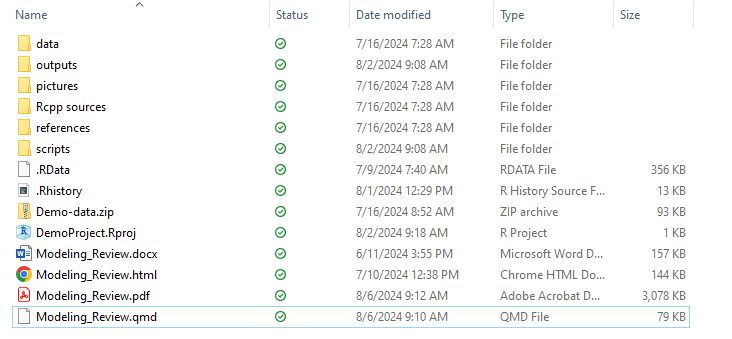 Name Status Date modified Type Size
data 7/16/2024 7:28 AM File folder
outputs 8/2/2024 9:08 AM File folder
pictures 7/16/2024 7:28 AM File folder
Rcpp sources 7/16/2024 7:28 AM File folder
references 7/16/2024 7:28 AM File folder
scripts 8/2/2024 9:08 AM File folder
.RData 7/9/2024 7:40 AM RDATA File 356 KB
.Rhistory 8/1/2024 12:29 PM R History Source F... 13 KB
Demo-data.zip 7/16/2024 8:52 AM ZIP archive 93 KB
DemoProject.Rproj 8/2/2024 9:18 AM R Project 1 KB
Modeling_Review.docx 6/11/2024 3:55 PM Microsoft Word D... 157 KB
Modeling_Review.html 7/10/2024 12:38 PM Chrome HTML Do... 144 KB
Modeling_Review.pdf 8/6/2024 9:12 AM Adobe Acrobat D... 3,078 KB
Modeling_Review.qmd 8/6/2024 9:10 AM QMD File 79 KB